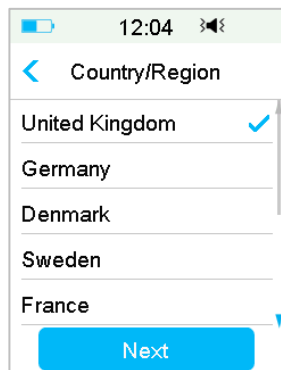 12:04
Country/Region
United Kingdom
Germany
Denmark
Sweden
France
Next